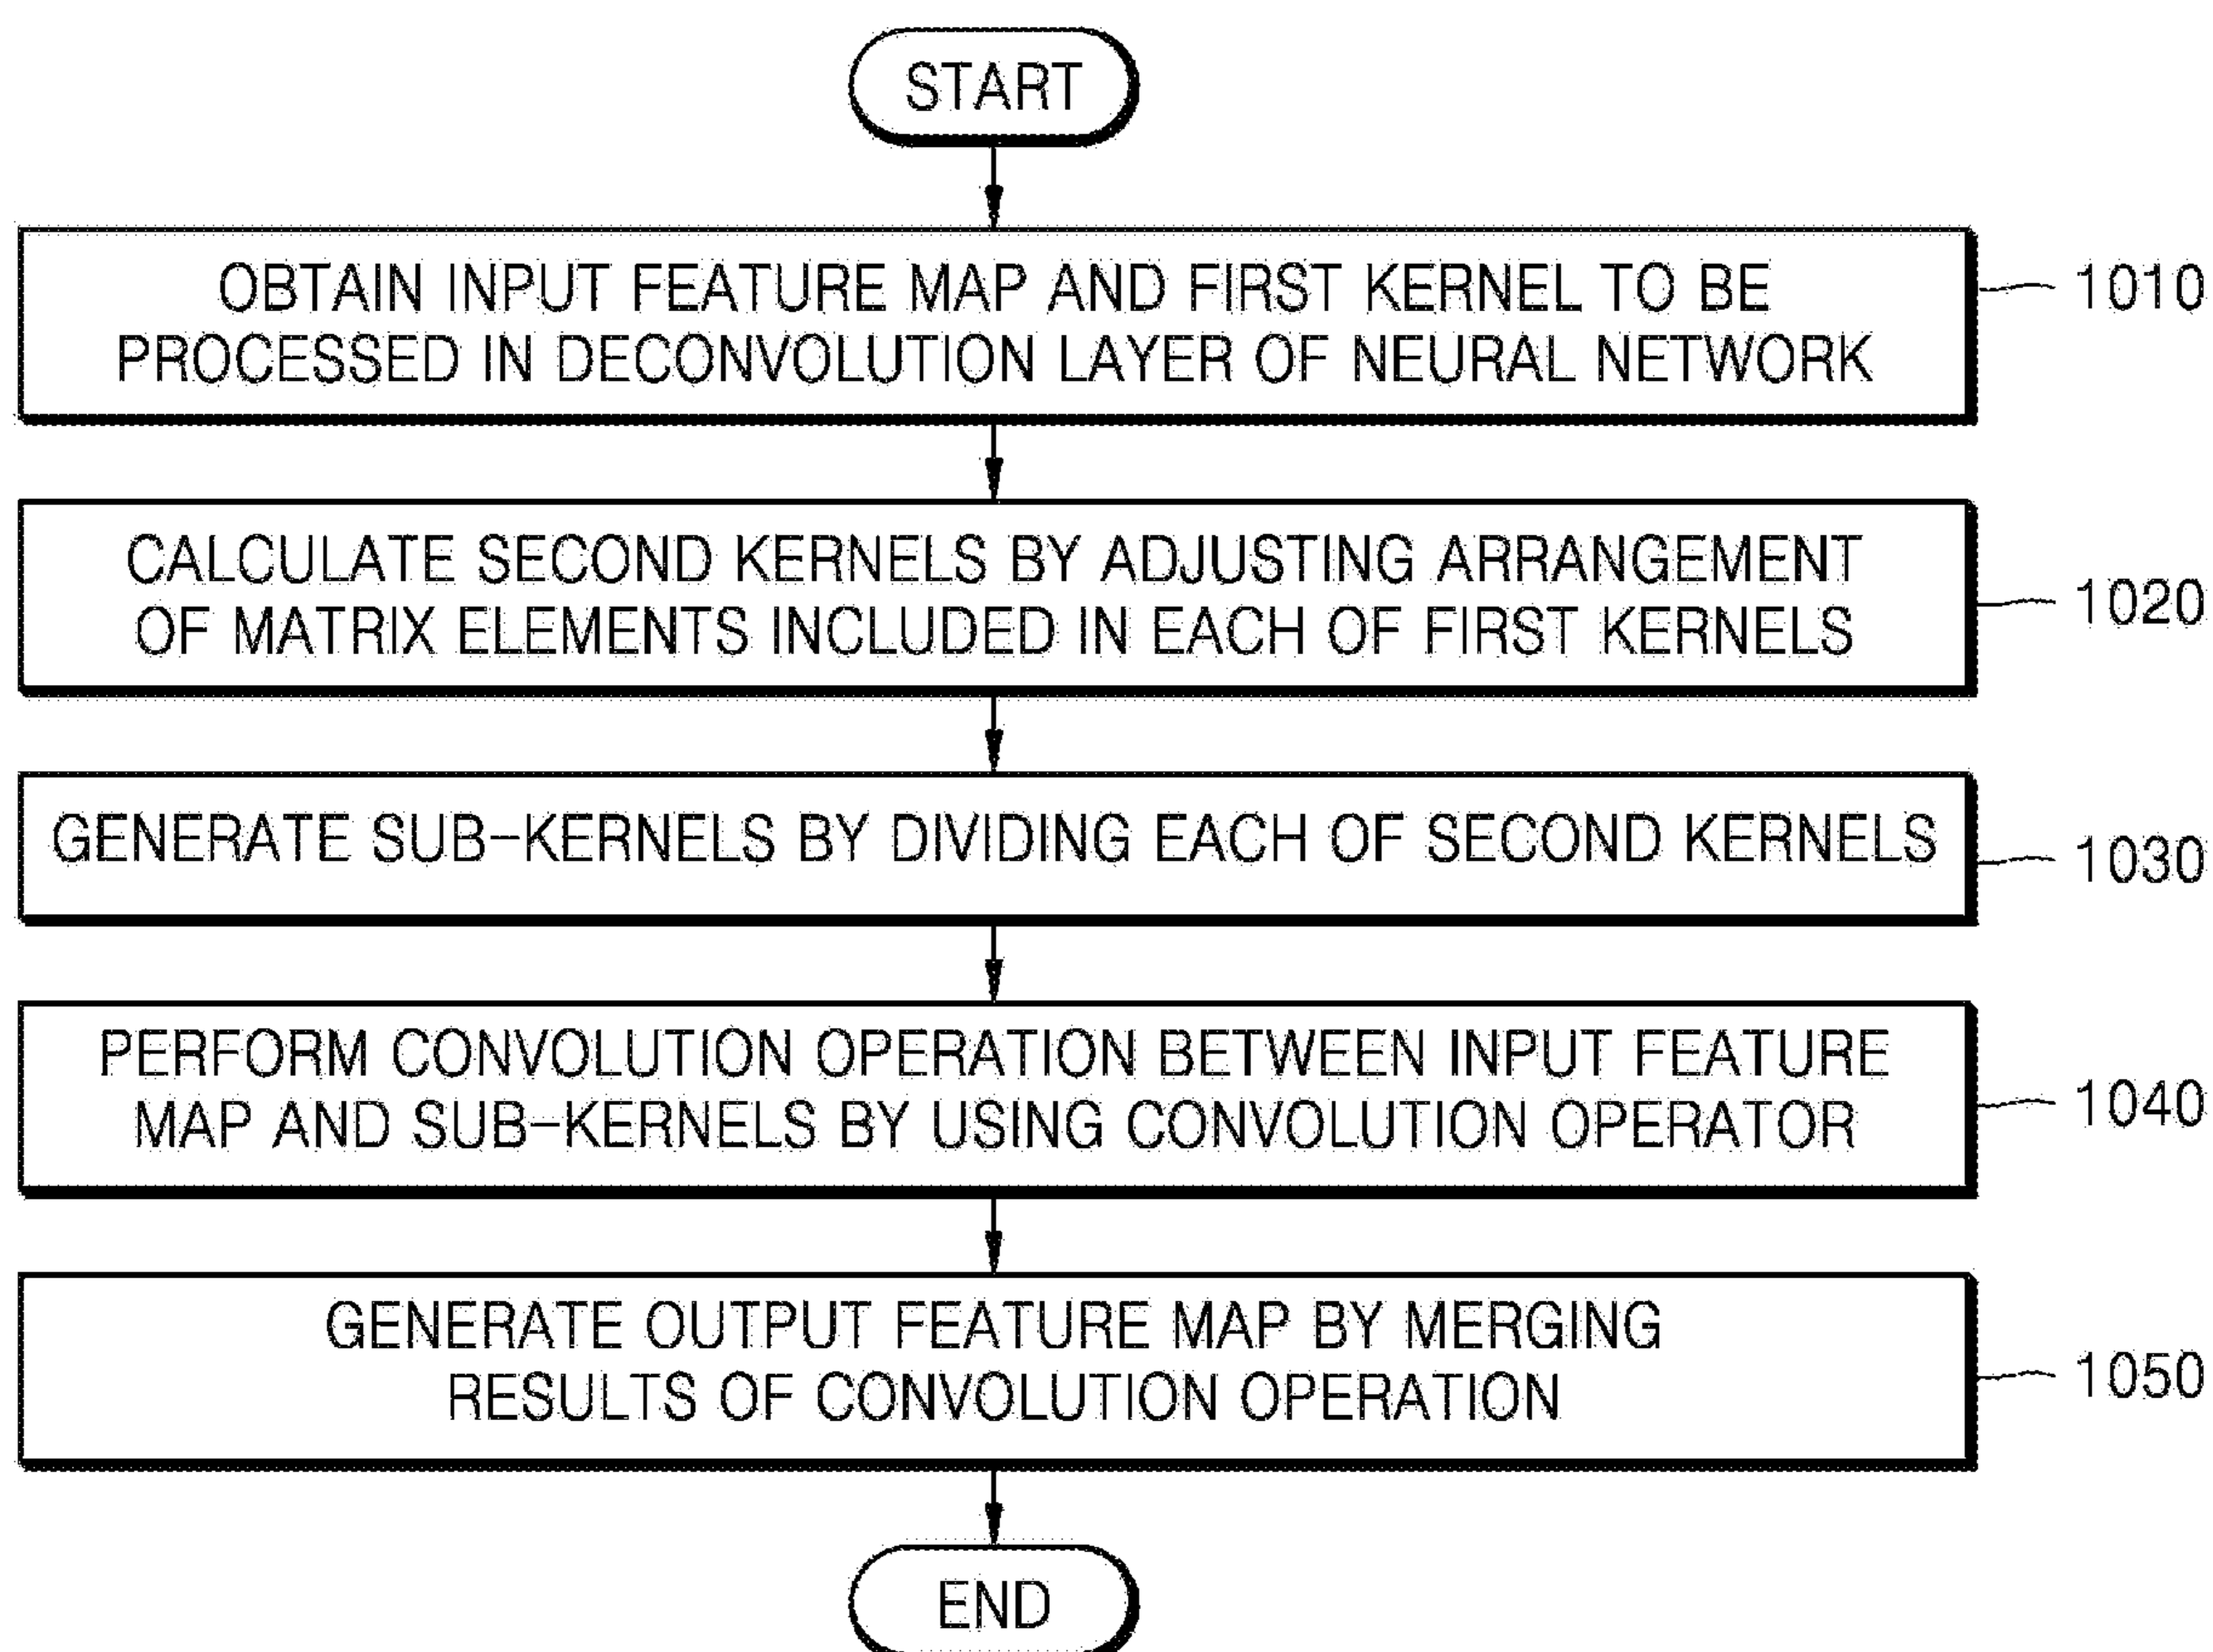 START
OBTAIN INPUT FEATURE MAP AND FIRST KERNEL TO BE
PROCESSED IN DECONVOLUTION LAYER OF NEURAL NETWORK
1010
CALCULATE SECOND KERNELS BY ADJUSTING ARRANGEMENT
OF MATRIX ELEMENTS INCLUDED IN EACH OF FIRST KERNELS
1020
GENERATE SUB-KERNELS BY DIVIDING EACH OF SECOND KERNELS
1030
PERFORM CONVOLUTION OPERATION BETWEEN INPUT FEATURE
MAP AND SUB-KERNELS BY USING CONVOLUTION OPERATOR
1040
GENERATE OUTPUT FEATURE MAP BY MERGING
RESULTS OF CONVOLUTION OPERATION
1050
END